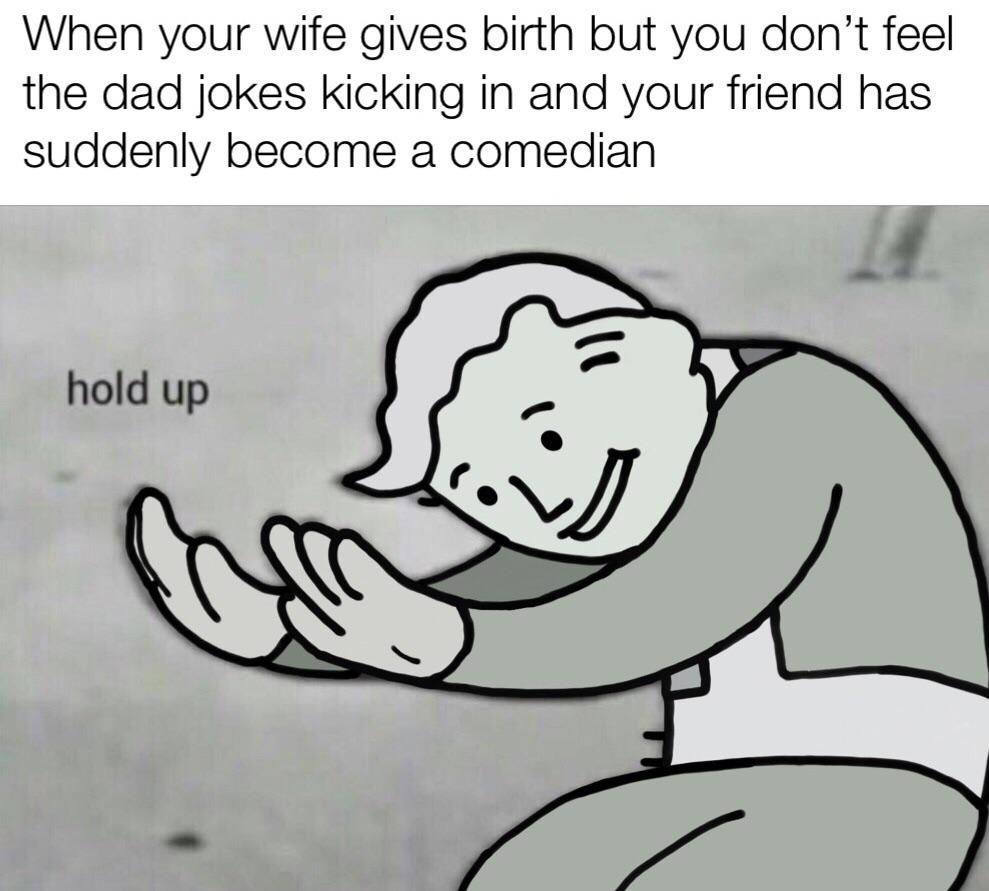 When your wife gives birth but you don’t feel
the dad jokes kicking in and your friend has
suddenly become a comedian
hold up